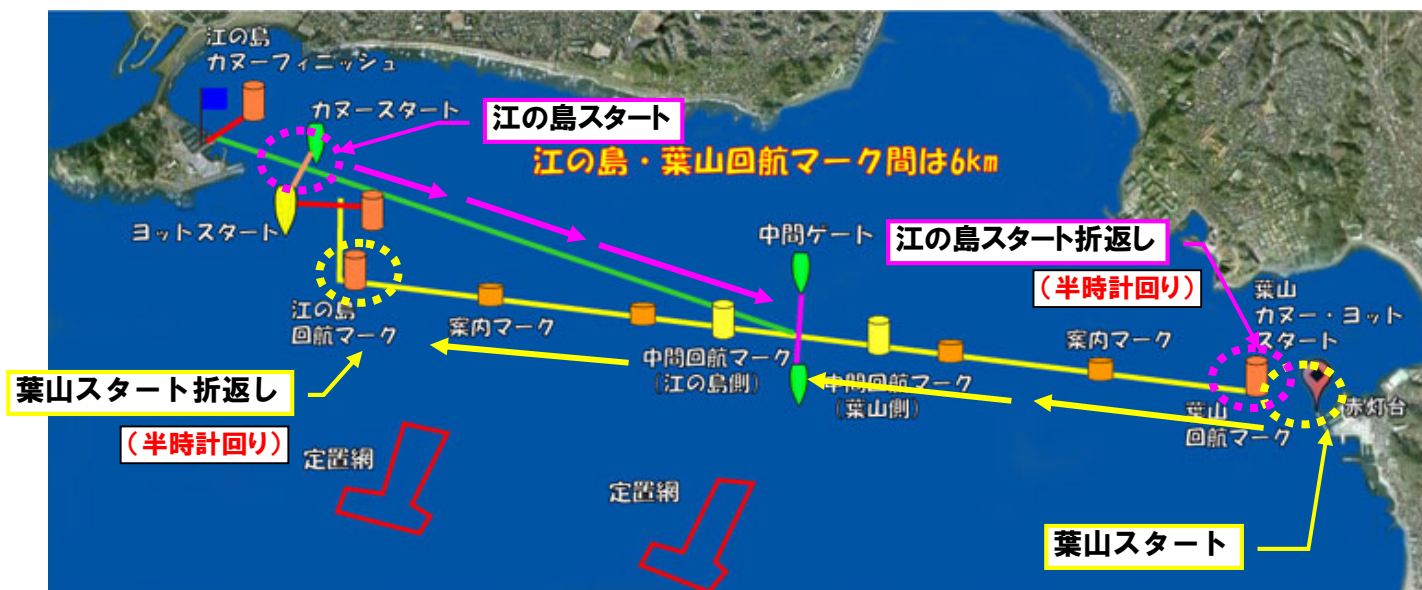 江の島
カヌーフィニッシュ
カヌースタート
江の島スタート
江の島・葉山回航マーク間は6km
ヨットスタート
中間ゲート
江の島スタート折返し
(半時計回り)
葉山
カヌー・ヨット
スタート
江の島
回航マーク
案内マーク
中間回航マーク
(江の島側)
中間回航マーク
(葉山側)
案内マーク
葉山
回航マーク
赤灯台
葉山スタート折返し
(半時計回り)
定置網
定置網
葉山スタート